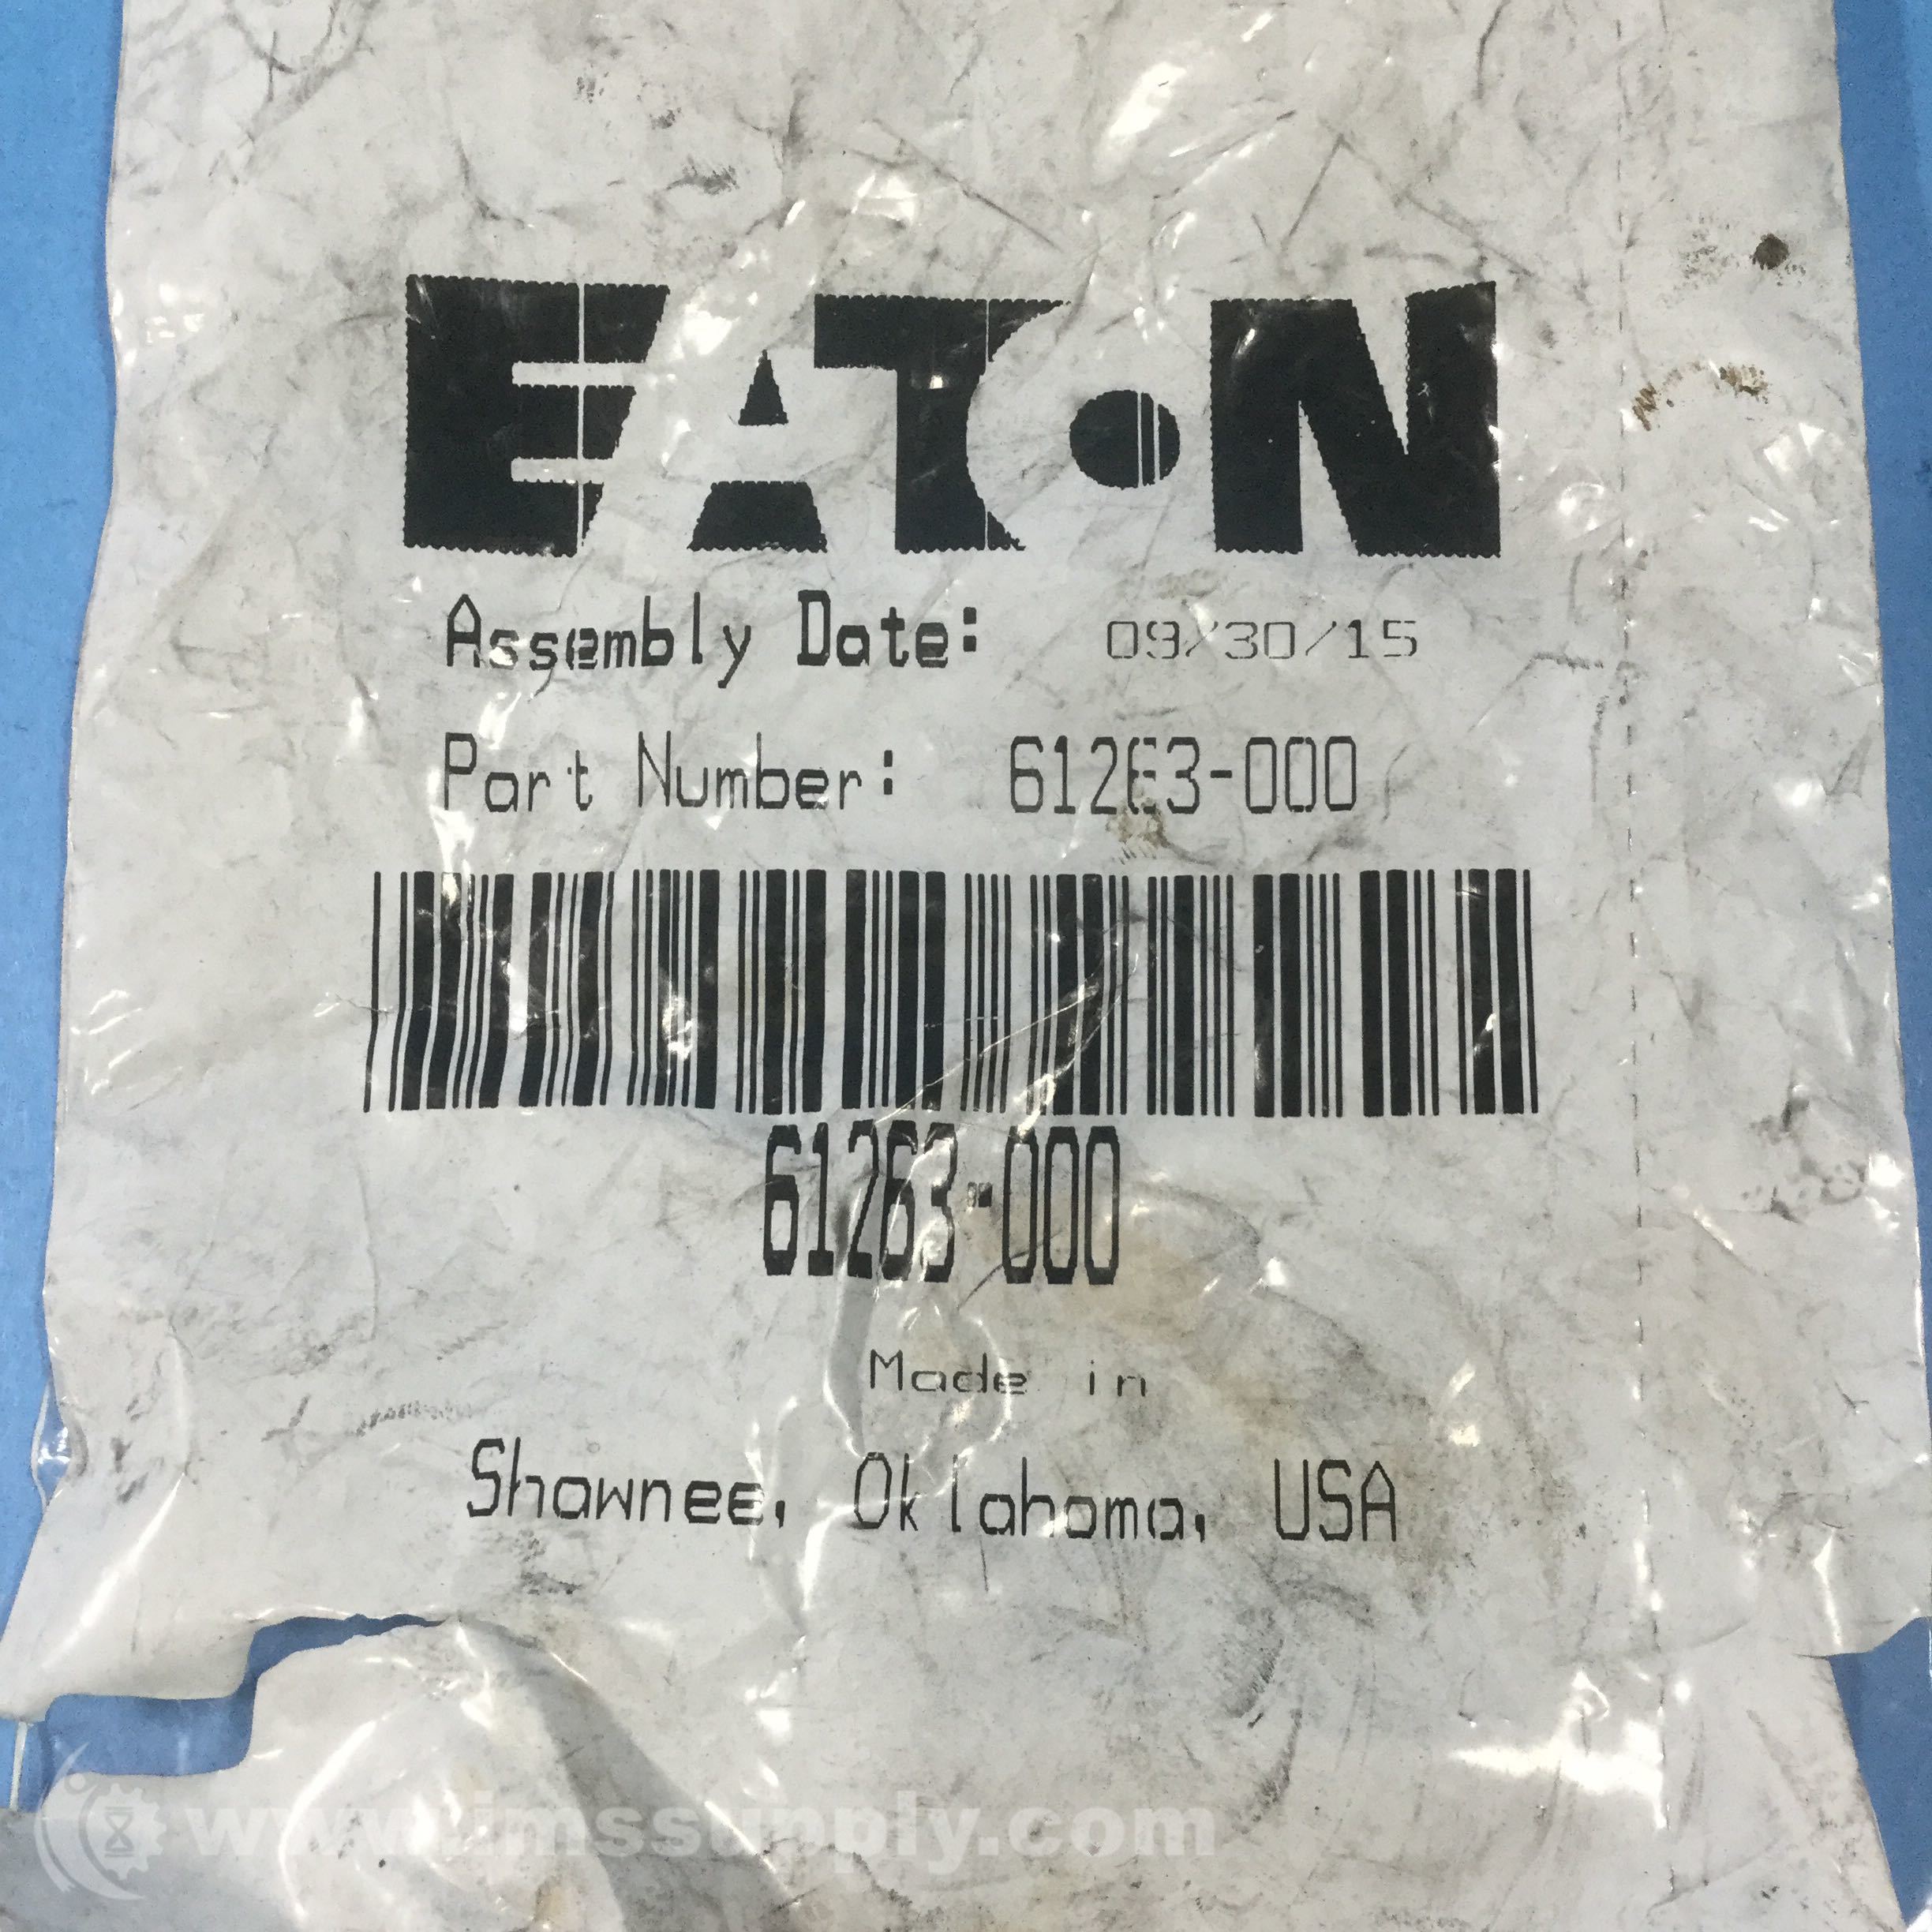 EATON
Assembly Date: 09/30/15
Part Number: 61263-000
61263-000
Made in
Shawnee, Oklahoma, USA
www.imssupply.com